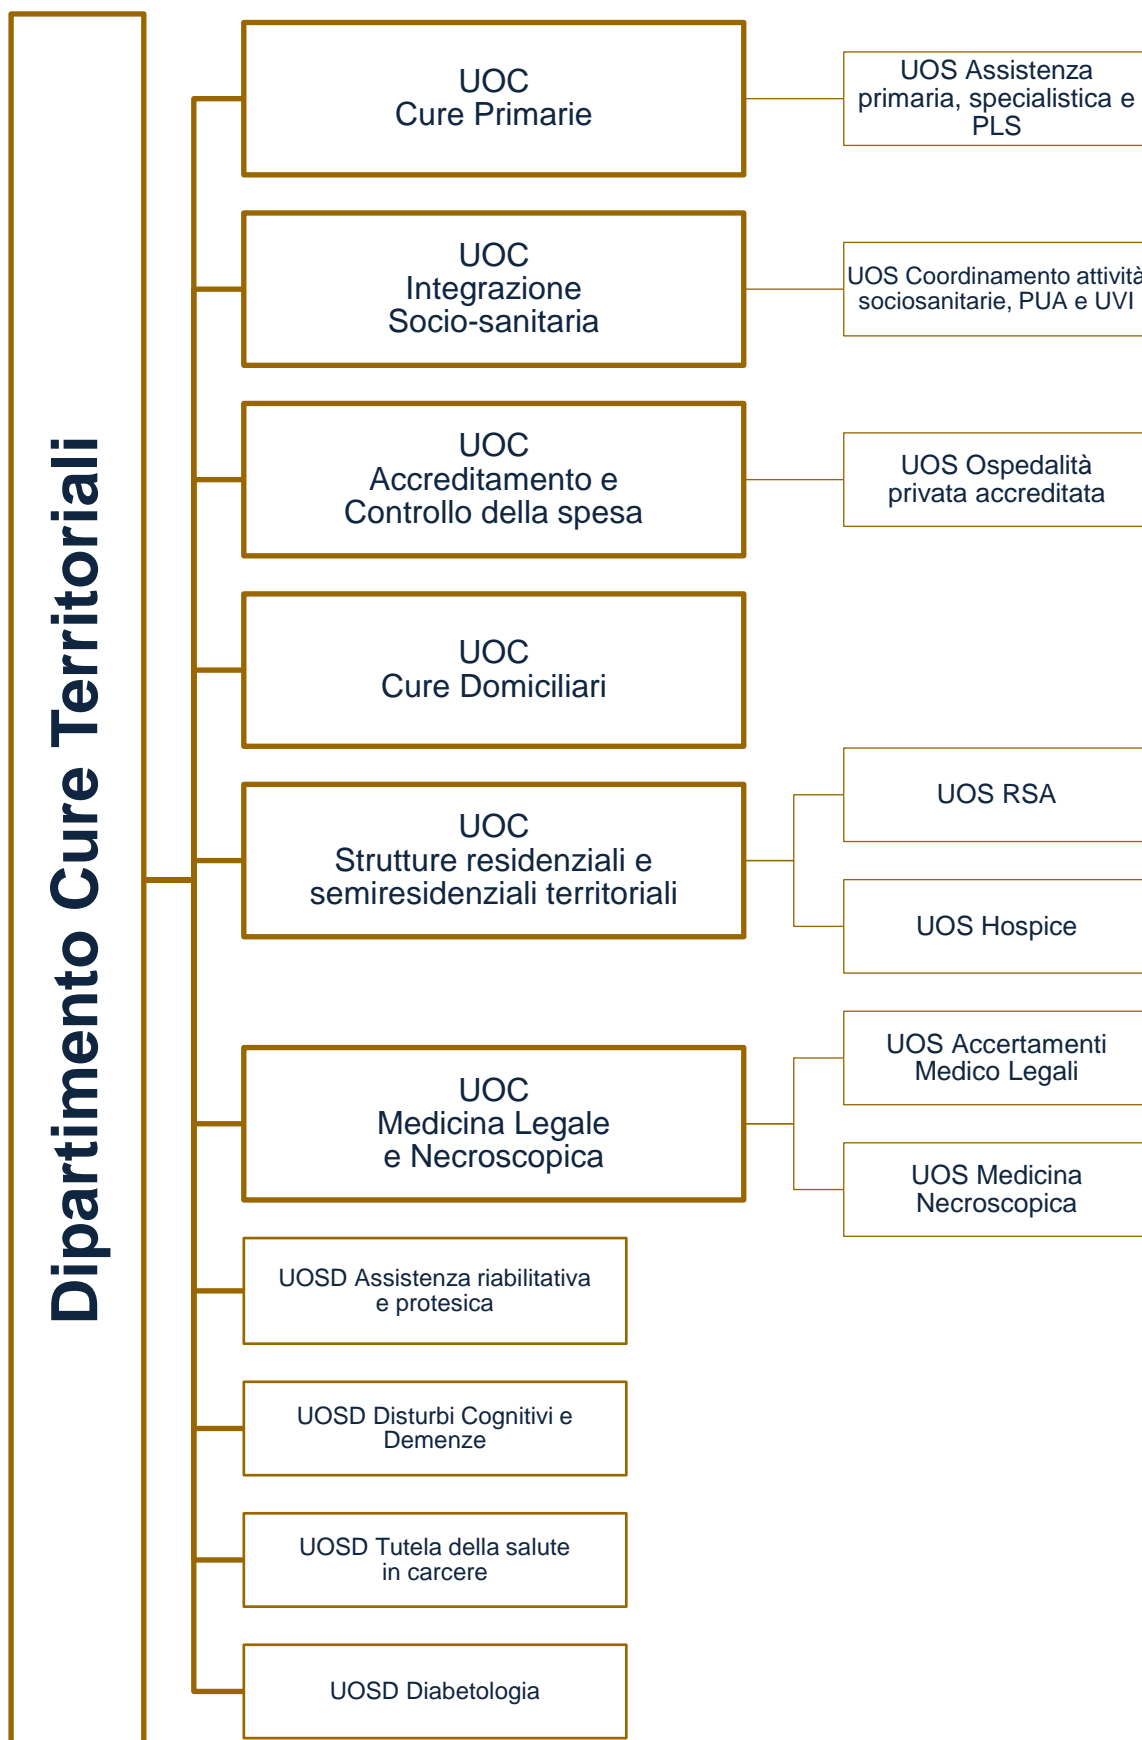 Dipartimento Cure Territoriali
UOC
Cure Primarie
UOS Assistenza
primaria, specialistica e
PLS
UOC
Integrazione
Socio-sanitaria
UOS Coordinamento attività
sociosanitarie, PUA e UVI
UOC
Accreditamento e
Controllo della spesa
UOS Ospedalità
privata accreditata
UOC
Cure Domiciliari
UOC
Strutture residenziali e
semiresidenziali territoriali
UOS RSA
UOS Hospice
UOC
Medicina Legale
e Necroscopica
UOS Accertamenti
Medico Legali
UOS Medicina
Necroscopica
UOSD Assistenza riabilitativa
e protesica
UOSD Disturbi Cognitivi e
Demenze
UOSD Tutela della salute
in carcere
UOSD Diabetologia